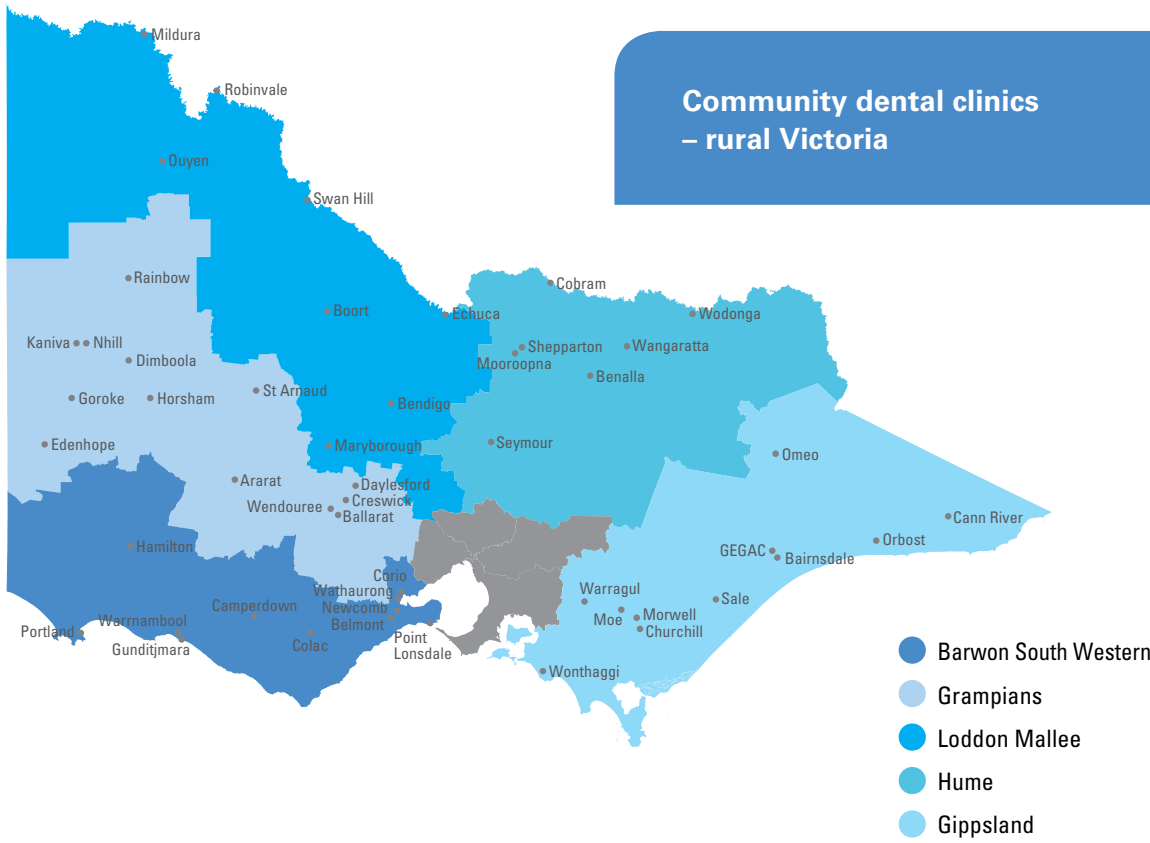 Community dental clinics
– rural Victoria
Mildura
Robinvale
Ouyen
Swan Hill
Rainbow
Cobram
Boort
Echuca
Wodonga
Kaniva
Nhill
Shepparton
Wangaratta
Mooroopna
Dimboola
Benalla
St Arnaud
Goroke
Horsham
Bendigo
Edenhope
Maryborough
Seymour
Omeo
Ararat
Daylesford
Creswick
Wendouree
Ballarat
Cann River
Hamilton
Orbost
GEGAC
Bairnsdale
Corio
Wathaurong
Warragul
Camperdown
Newcomb
Sale
Moe
Morwell
Belmont
Churchill
Portland
Warrnambool
Gunditjmara
Colac
Point
Lonsdale
Wonthaggi
Barwon South Western
Grampians
Loddon Mallee
Hume
Gippsland